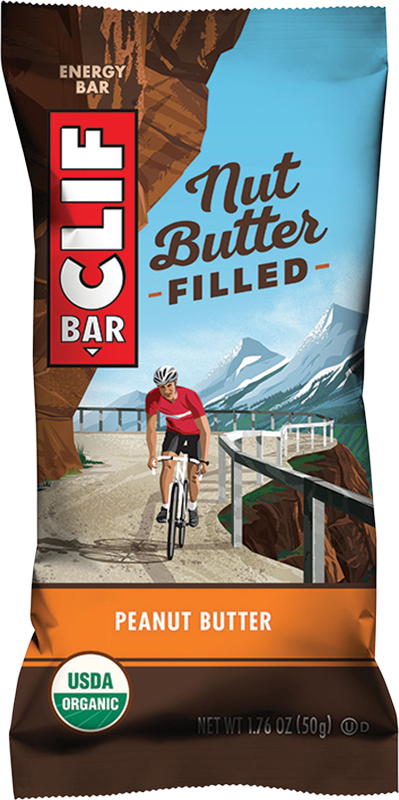 ENERGY
BAR
CLIF
BAR
Nut
Butter
-FILLED-
PEANUT BUTTER
USDA
ORGANIC
NET WT 1.76 OZ (50g) Ⓤ D